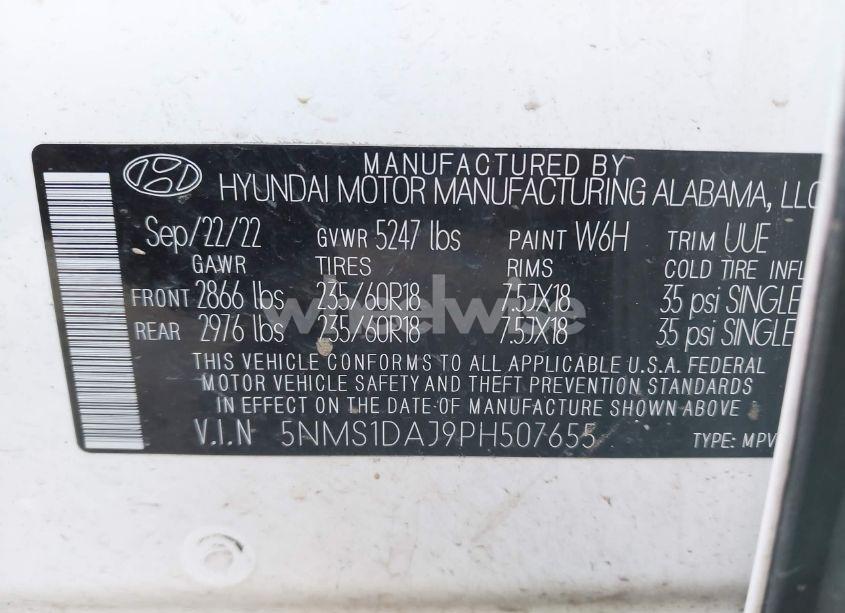 MANUFACTURED BY
HYUNDAI MOTOR MANUFACTURING ALABAMA, LLC
Sep/22/22 GVWR 5247 lbs PAINT W6H TRIM UUE
GAWR TIRES RIMS COLD TIRE INFL
FRONT 2866 lbs 235/60R18 7.5JX18 35 psi SINGLE
wheelwise
REAR 2976 lbs 235/60R18 7.5JX18 35 psi SINGLE
THIS VEHICLE CONFORMS TO ALL APPLICABLE U.S.A. FEDERAL
MOTOR VEHICLE SAFETY AND THEFT PREVENTION STANDARDS
IN EFFECT ON THE DATE OF MANUFACTURE SHOWN ABOVE.
V.I.N 5NMS1DAJ9PH507655 TYPE: MPV